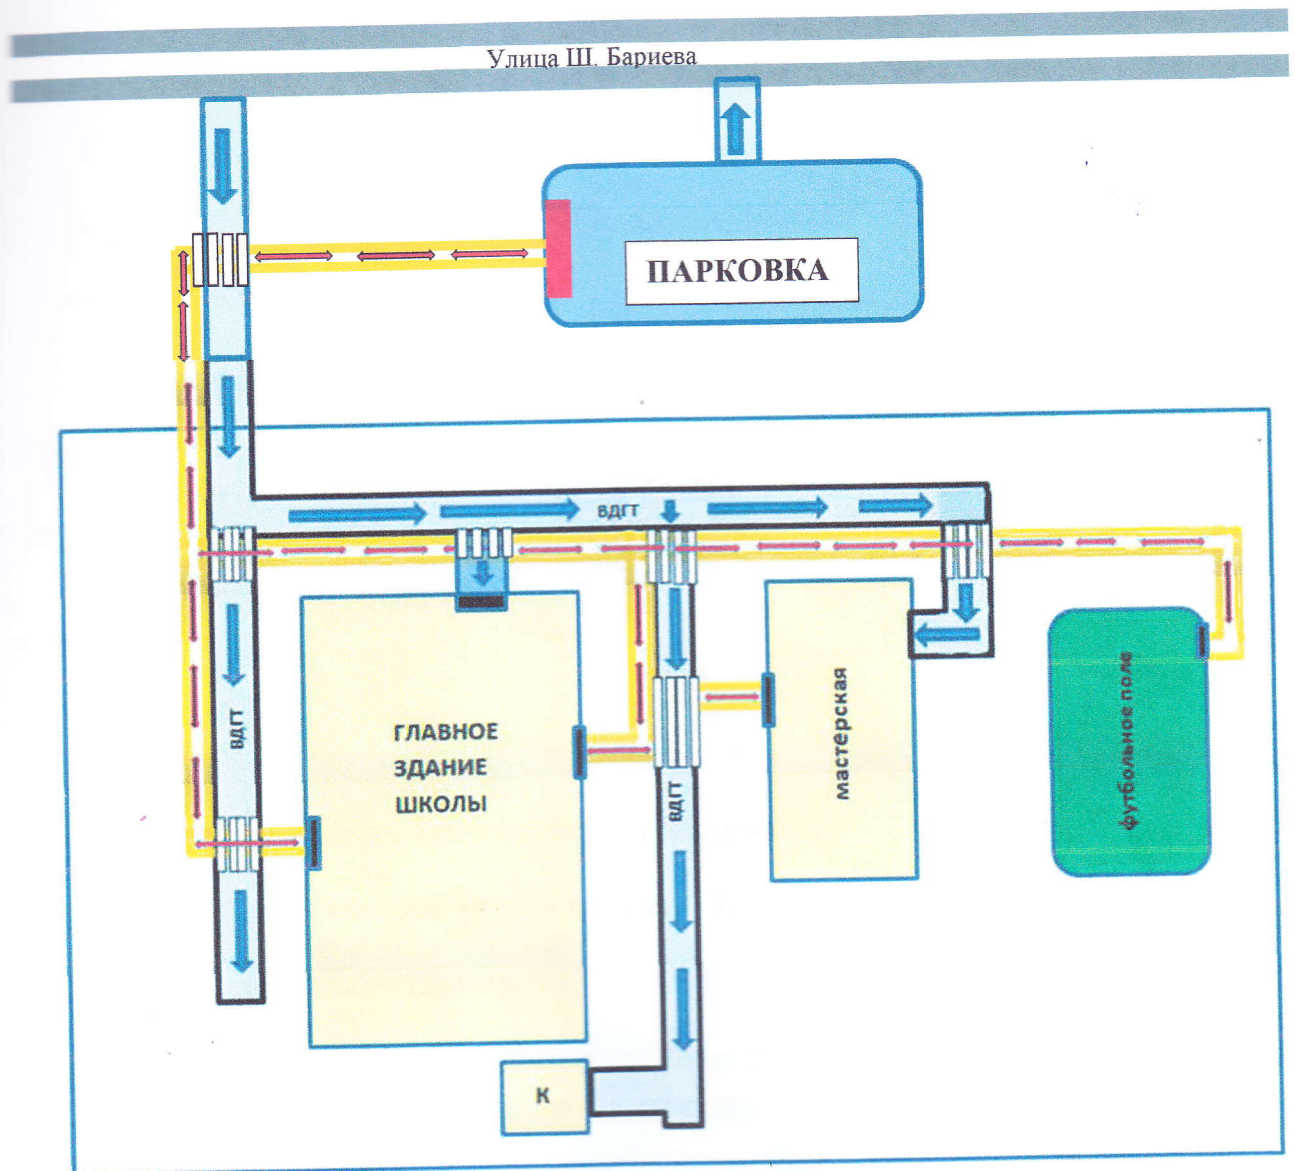 Улица Ш. Бариева
ПАРКОВКА
ВДГТ
ВДГТ
ГЛАВНОЕ
ЗДАНИЕ
ШКОЛЫ
ВДГТ
мастерская
футбольное поле
К